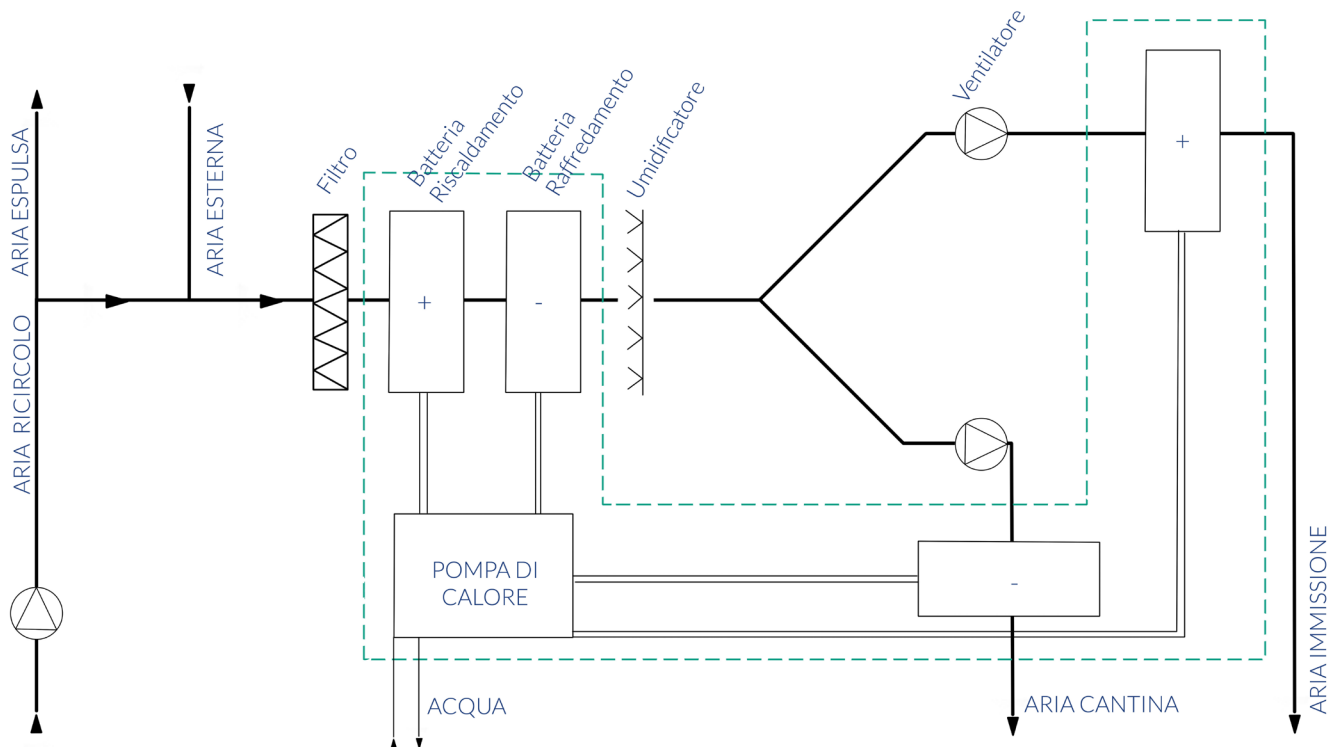 ARIA ESPULSA
ARIA RICIRCOLO
ARIA ESTERNA
Filtro
Batteria
Riscaldamento
Batteria
Raffredamento
Umidificatore
Ventilatore
+
-
+
POMPA DI
CALORE
-
ACQUA
ARIA CANTINA
ARIA IMMISSIONE